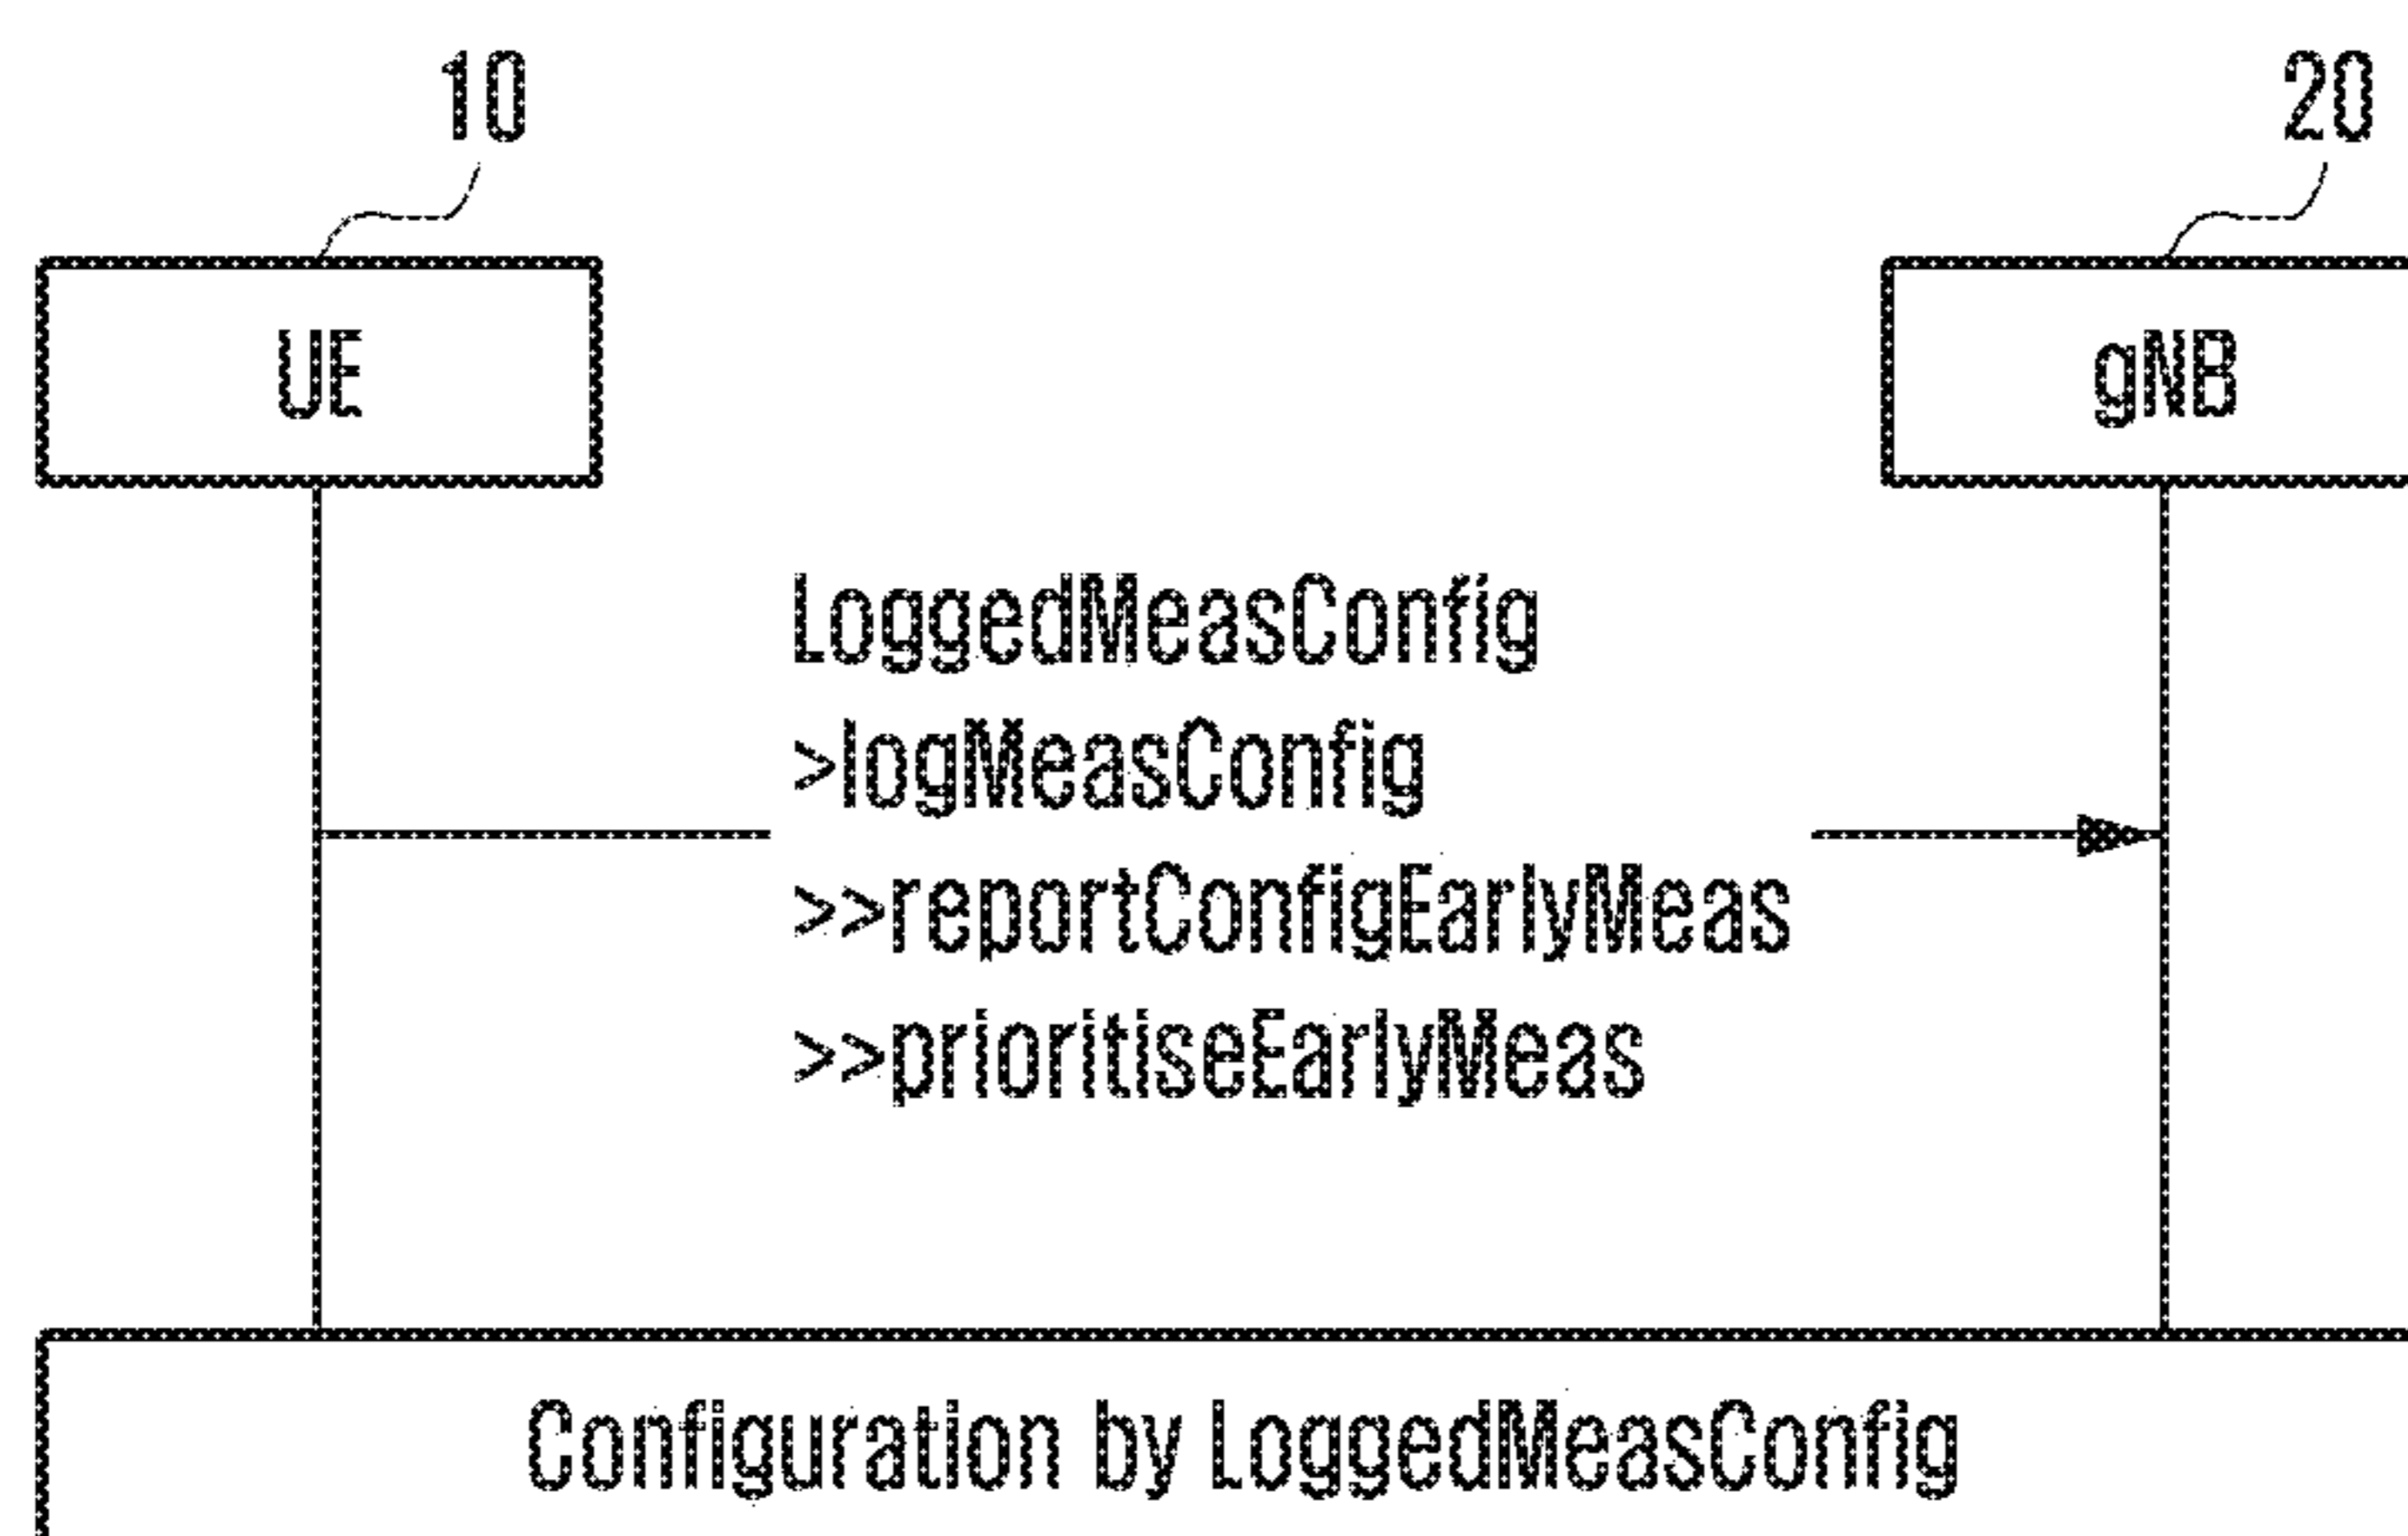 10
20
UE
gNB
LoggedMeasConfig
>logMeasConfig
>>reportConfigEarlyMeas
>>prioritiseEarlyMeas
Configuration by LoggedMeasConfig